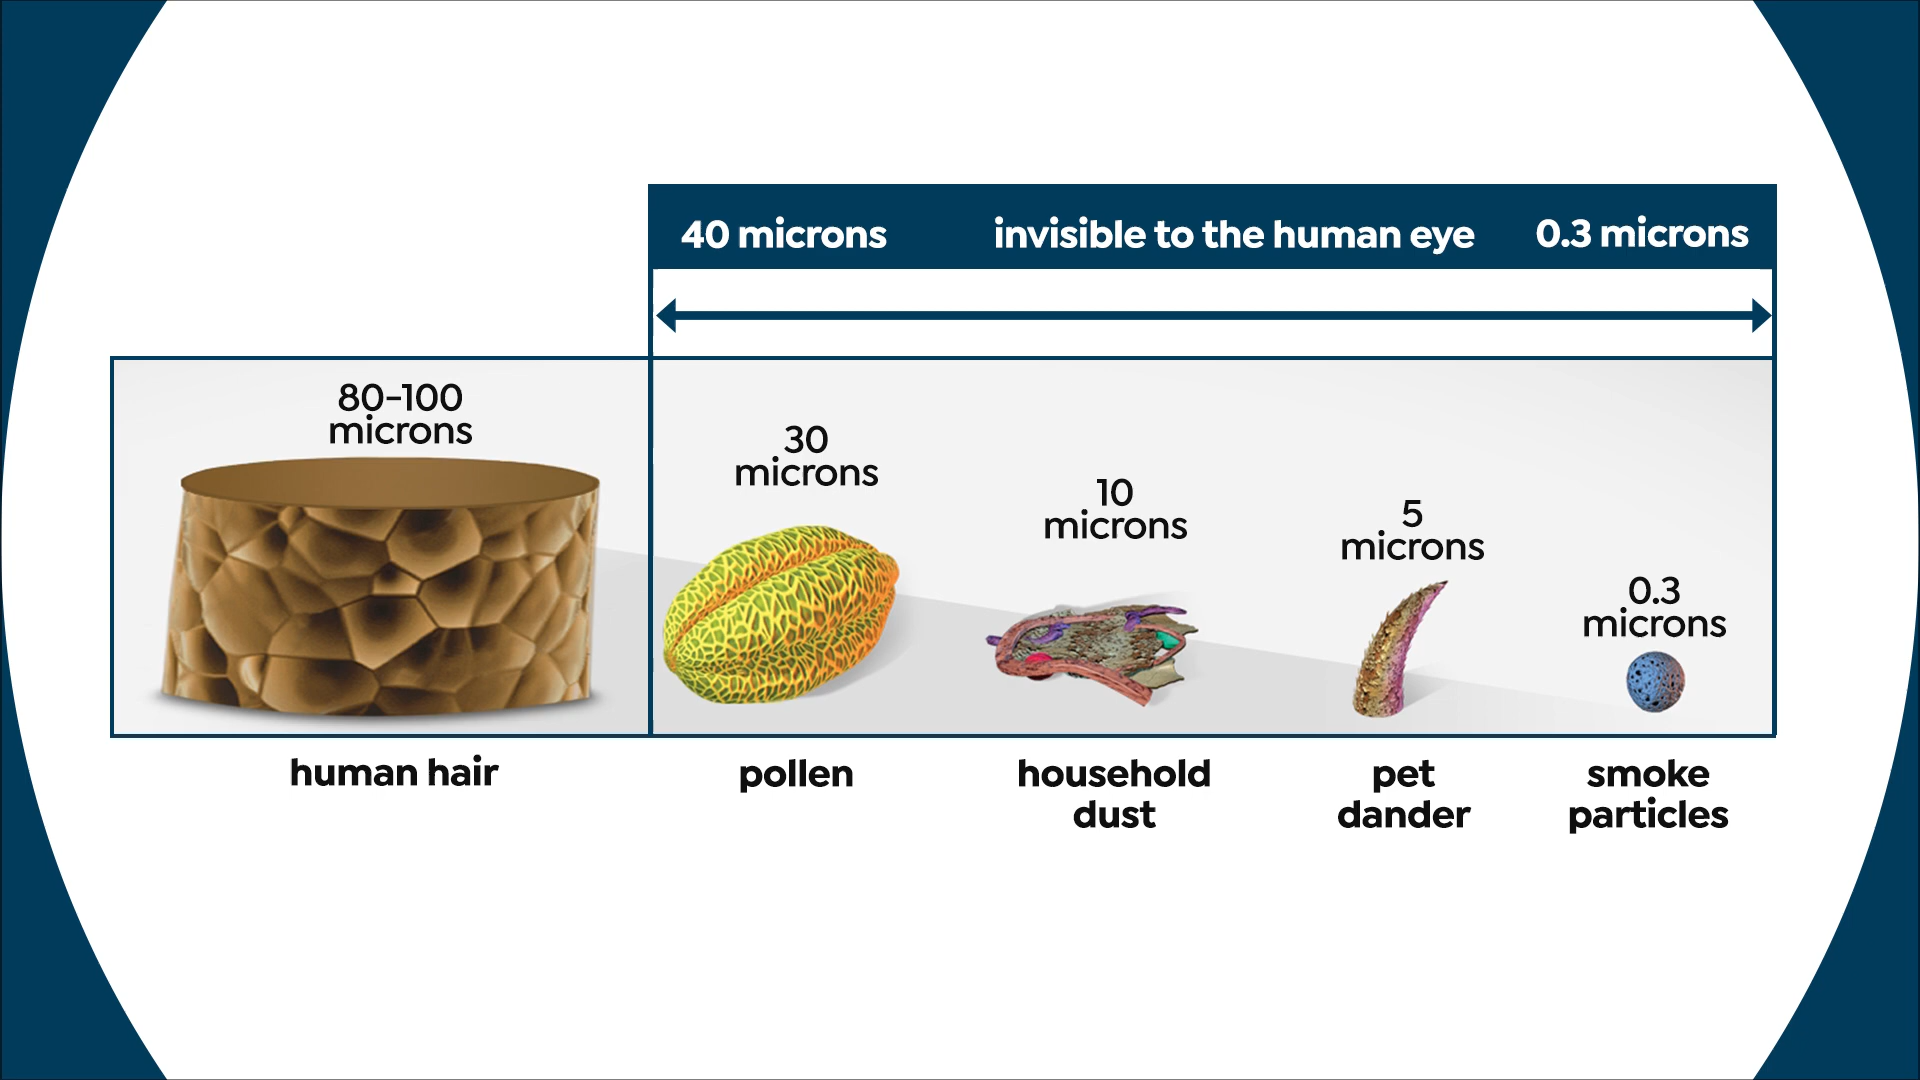 40 microns invisible to the human eye 0.3 microns
80-100
microns
30
microns
10
microns
5
microns
0.3
microns
human hair
pollen
household
dust
pet
dander
smoke
particles